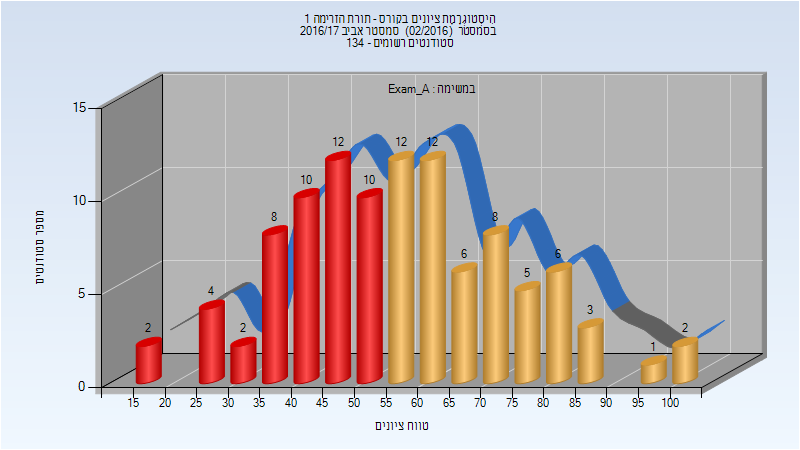 היסטוגרמת ציונים בקורס - תורת הזרימה 1
בסמסטר (02/2016) סמסטר אביב 2016/17
סטודנטים רשומים - 134
במשימה : Exam_A
מספר סטודנטים
15
10
5
0
2 4 2 8 10 12 10 12 12 6 8 5 6 3 1 2
15 20 25 30 35 40 45 50 55 60 65 70 75 80 85 90 95 100
טווח ציונים